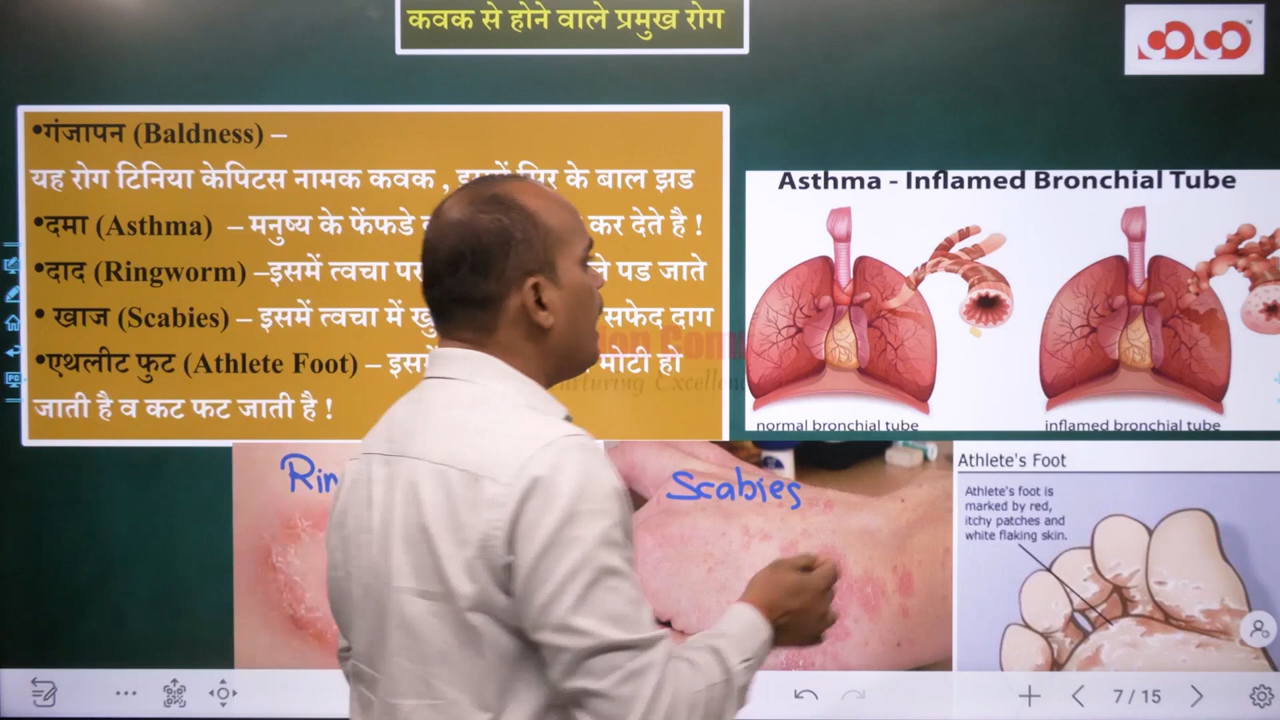 कवक से होने वाले प्रमुख रोग
•गंजापन (Baldness) –
यह रोग टिनिया केपिटस नामक कवक , के बाल झड
•दमा (Asthma) – मनुष्य के फेंफडे कर देते है !
•दाद (Ringworm) –इसमें त्वचा पर पड जाते
• खाज (Scabies) – इसमें त्वचा में सफेद दाग
•एथलीट फुट (Athlete Foot) – मोटी हो
जाती है व कट फट जाती है !
Asthma - Inflamed Bronchial Tube
normal bronchial tube
inflamed bronchial tube
Scabies
Athlete's Foot
Athlete's foot is
marked by red,
itchy patches and
white flaking skin.
7 / 15